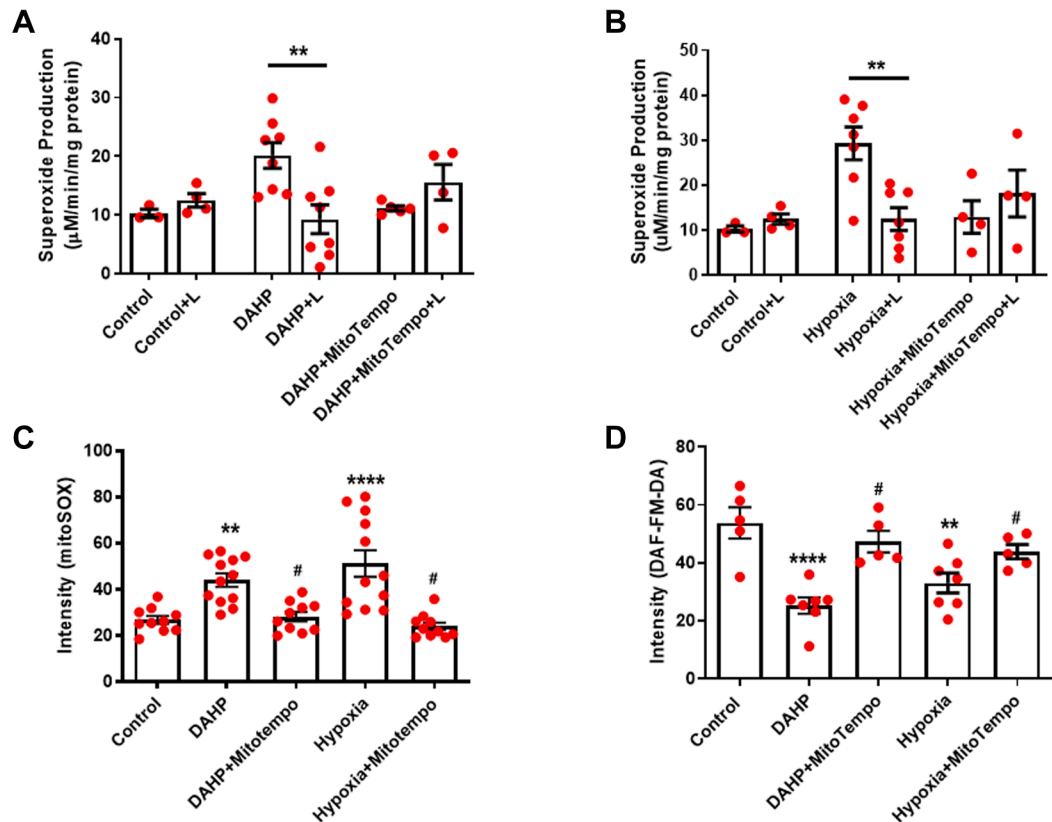 A
Superoxide Production
(µM/min/mg protein)
40
30
20
10
0
**
Control
Control+L
DAHP
DAHP+L
DAHP+MitoTempo
DAHP+MitoTempo+L
B
Superoxide Production
(uM/min/mg protein)
50
40
30
20
10
0
**
Control
Control+L
Hypoxia
Hypoxia+L
Hypoxia+MitoTempo
Hypoxia+MitoTempo+L
C
Intensity (mitoSOX)
100
80
60
40
20
0
**
#
****
#
Control
DAHP
DAHP+Mitotempo
Hypoxia
Hypoxia+Mitotempo
D
Intensity (DAF-FM-DA)
80
60
40
20
0
****
#
**
#
Control
DAHP
DAHP+MitoTempo
Hypoxia
Hypoxia+MitoTempo